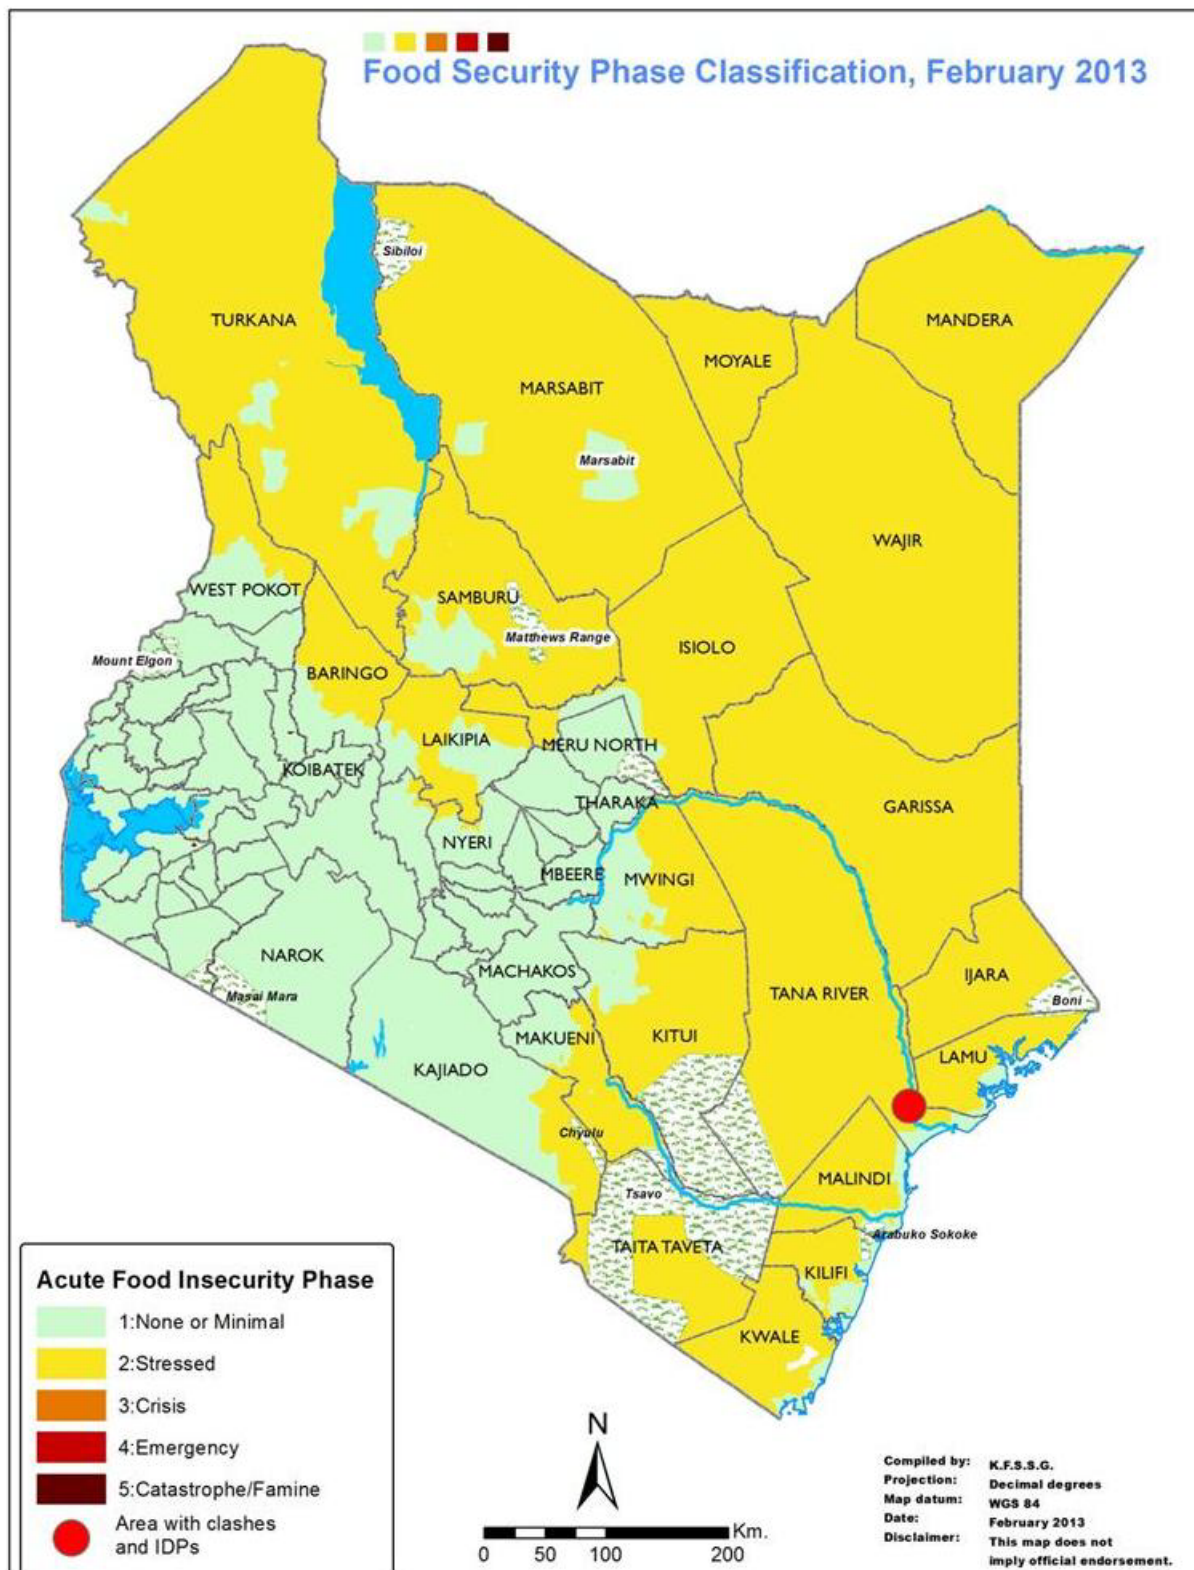 Food Security Phase Classification, February 2013
Sibiloi
TURKANA
MANDERA
MOYALE
MARSABIT
Marsabit
WAJIR
WEST POKOT
SAMBURU
Matthews Range
ISIOLO
Mount Elgon
BARINGO
LAIKIPIA
MERU NORTH
KOIBATEK
THARAKA
GARISSA
NYERI
MBEERE
MWINGI
NAROK
MACHAKOS
IJARA
Masai Mara
TANA RIVER
Boni
MAKUENI
KITUI
LAMU
KAJIADO
Chyulu
MALINDI
Tsavo
Arabuko Sokoke
TAITA TAVETA
KILIFI
KWALE
Acute Food Insecurity Phase
1:None or Minimal
2:Stressed
3:Crisis
4:Emergency
5:Catastrophe/Famine
Area with clashes
and IDPs
N
Km.
0 50 100 200
Compiled by: K.F.S.S.G.
Projection: Decimal degrees
Map datum: WGS 84
Date: February 2013
Disclaimer: This map does not
imply official endorsement.